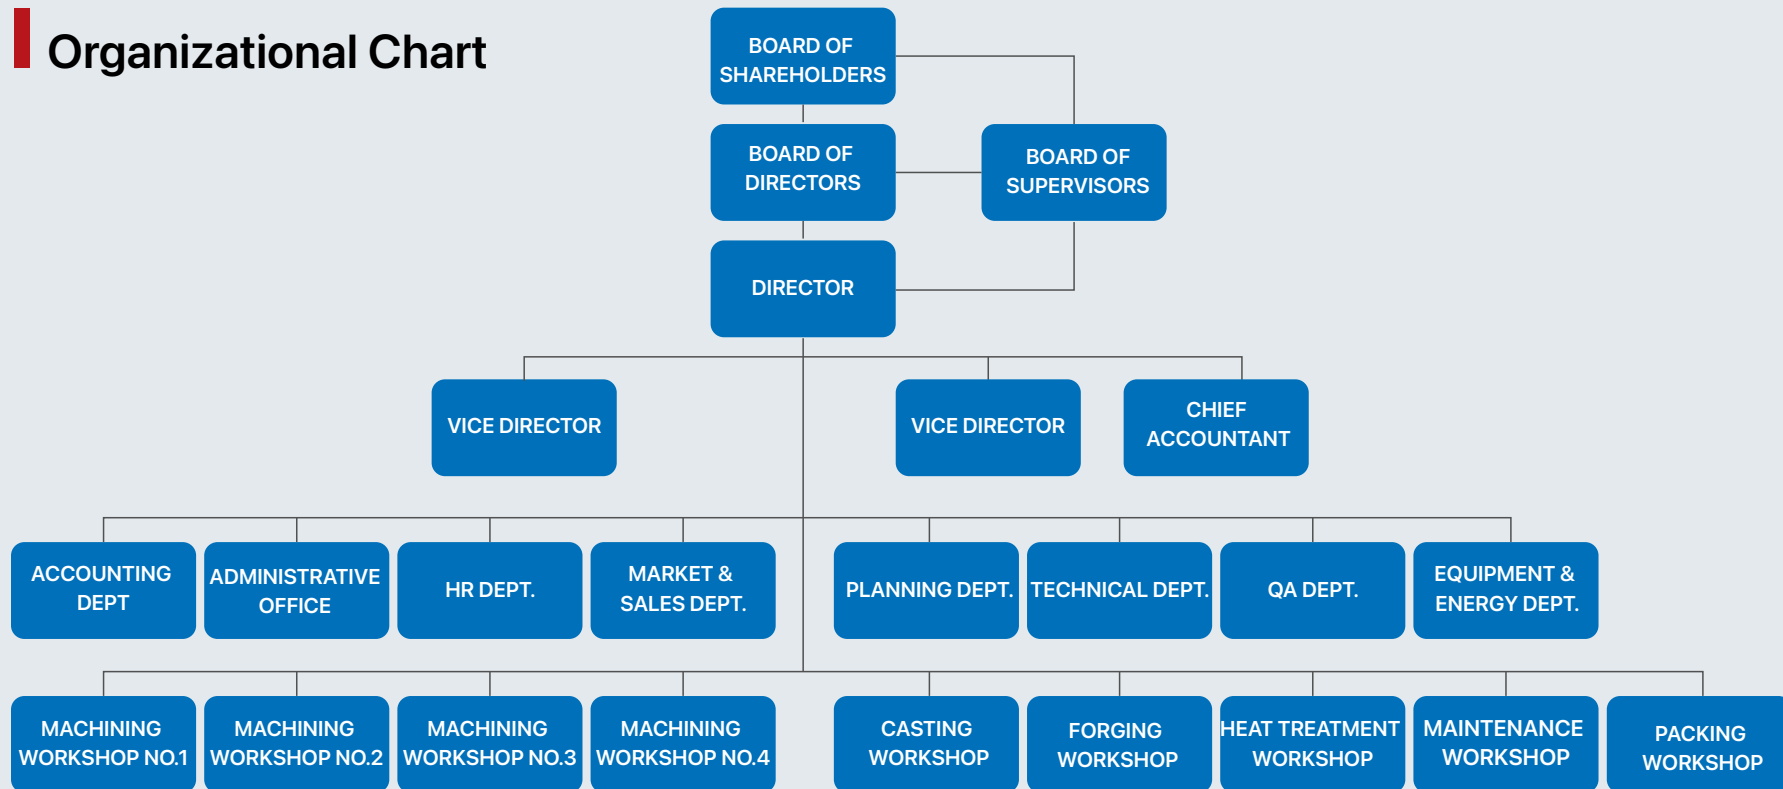 Organizational Chart
BOARD OF
SHAREHOLDERS
BOARD OF
DIRECTORS
BOARD OF
SUPERVISORS
DIRECTOR
VICE DIRECTOR
VICE DIRECTOR
CHIEF
ACCOUNTANT
ACCOUNTING
DEPT
ADMINISTRATIVE
OFFICE
HR DEPT.
MARKET &
SALES DEPT.
PLANNING DEPT.
TECHNICAL DEPT.
QA DEPT.
EQUIPMENT &
ENERGY DEPT.
MACHINING
WORKSHOP NO.1
MACHINING
WORKSHOP NO.2
MACHINING
WORKSHOP NO.3
MACHINING
WORKSHOP NO.4
CASTING
WORKSHOP
FORGING
WORKSHOP
HEAT TREATMENT
WORKSHOP
MAINTENANCE
WORKSHOP
PACKING
WORKSHOP